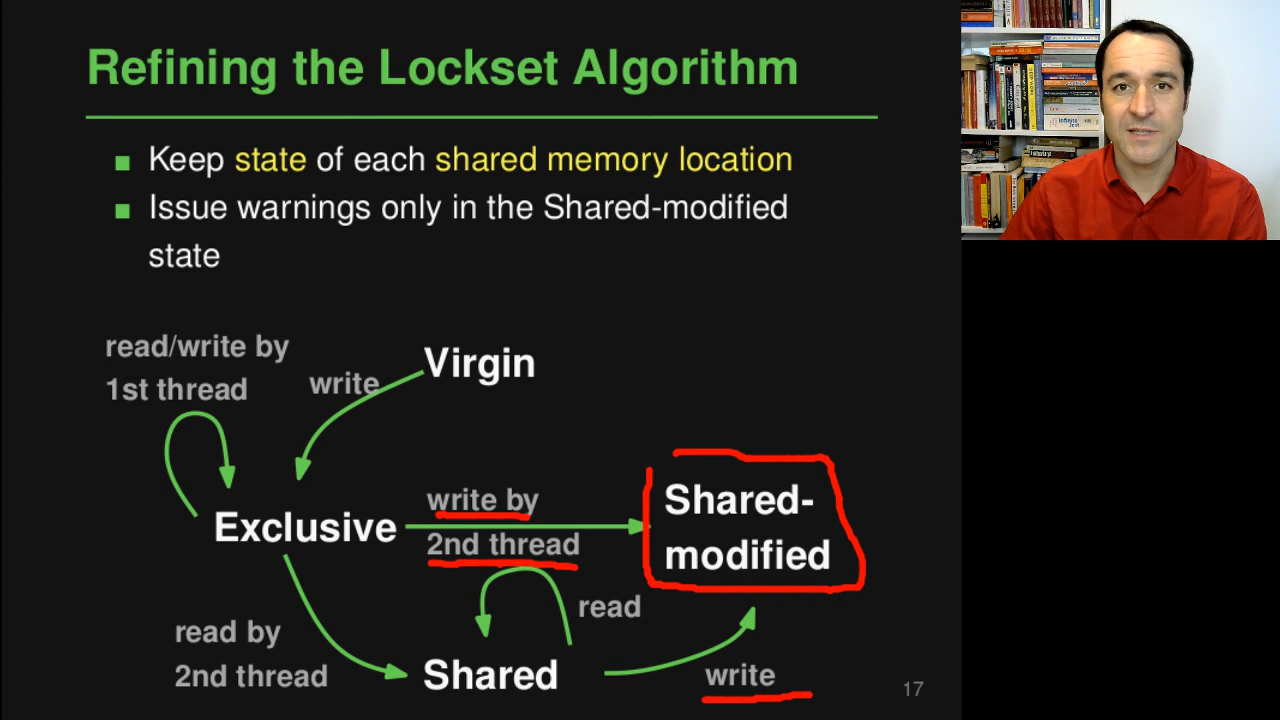 Refining the Lockset Algorithm
Keep state of each shared memory location
Issue warnings only in the Shared-modified
state
read/write by
1st thread
write
Virgin
Exclusive
write by
2nd thread
Shared-
modified
read
read by
2nd thread
Shared
write
17
Infinite
Jest